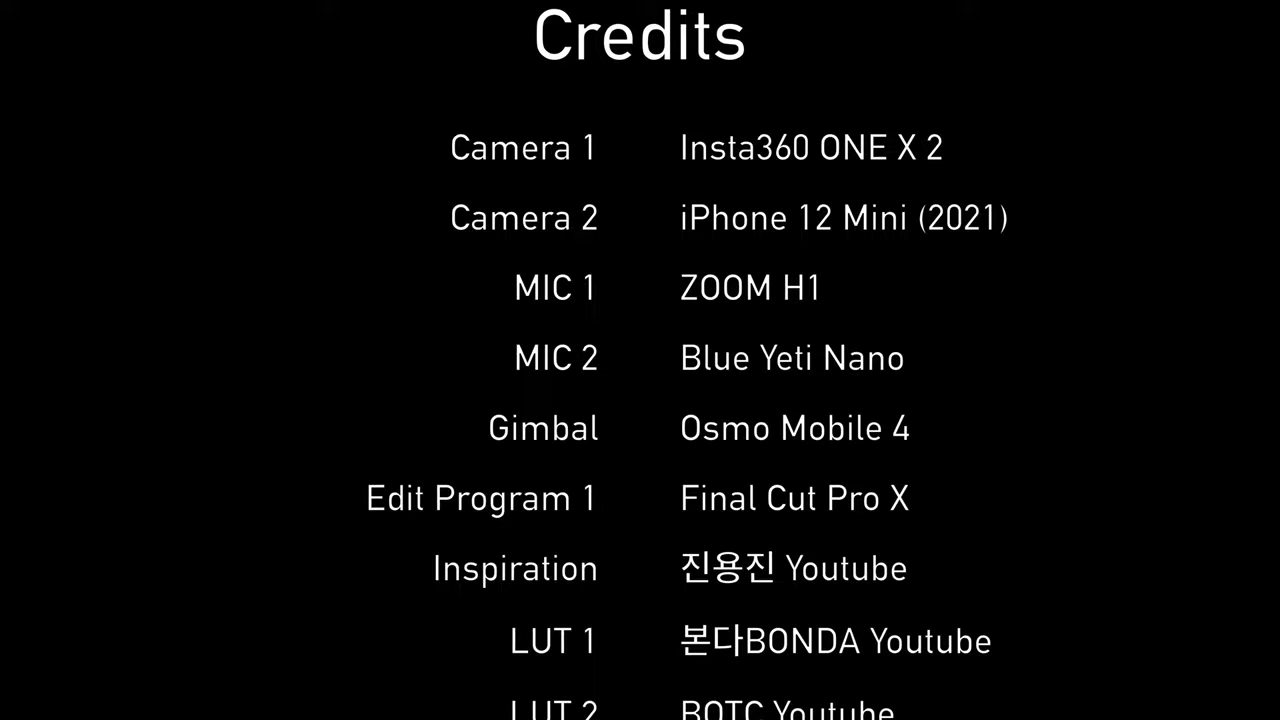 Credits
Camera 1 Insta360 ONE X 2
Camera 2 iPhone 12 Mini (2021)
MIC 1 ZOOM H1
MIC 2 Blue Yeti Nano
Gimbal Osmo Mobile 4
Edit Program 1 Final Cut Pro X
Inspiration 진용진 Youtube
LUT 1 본다BONDA Youtube
LUT 2 BOTC Youtube